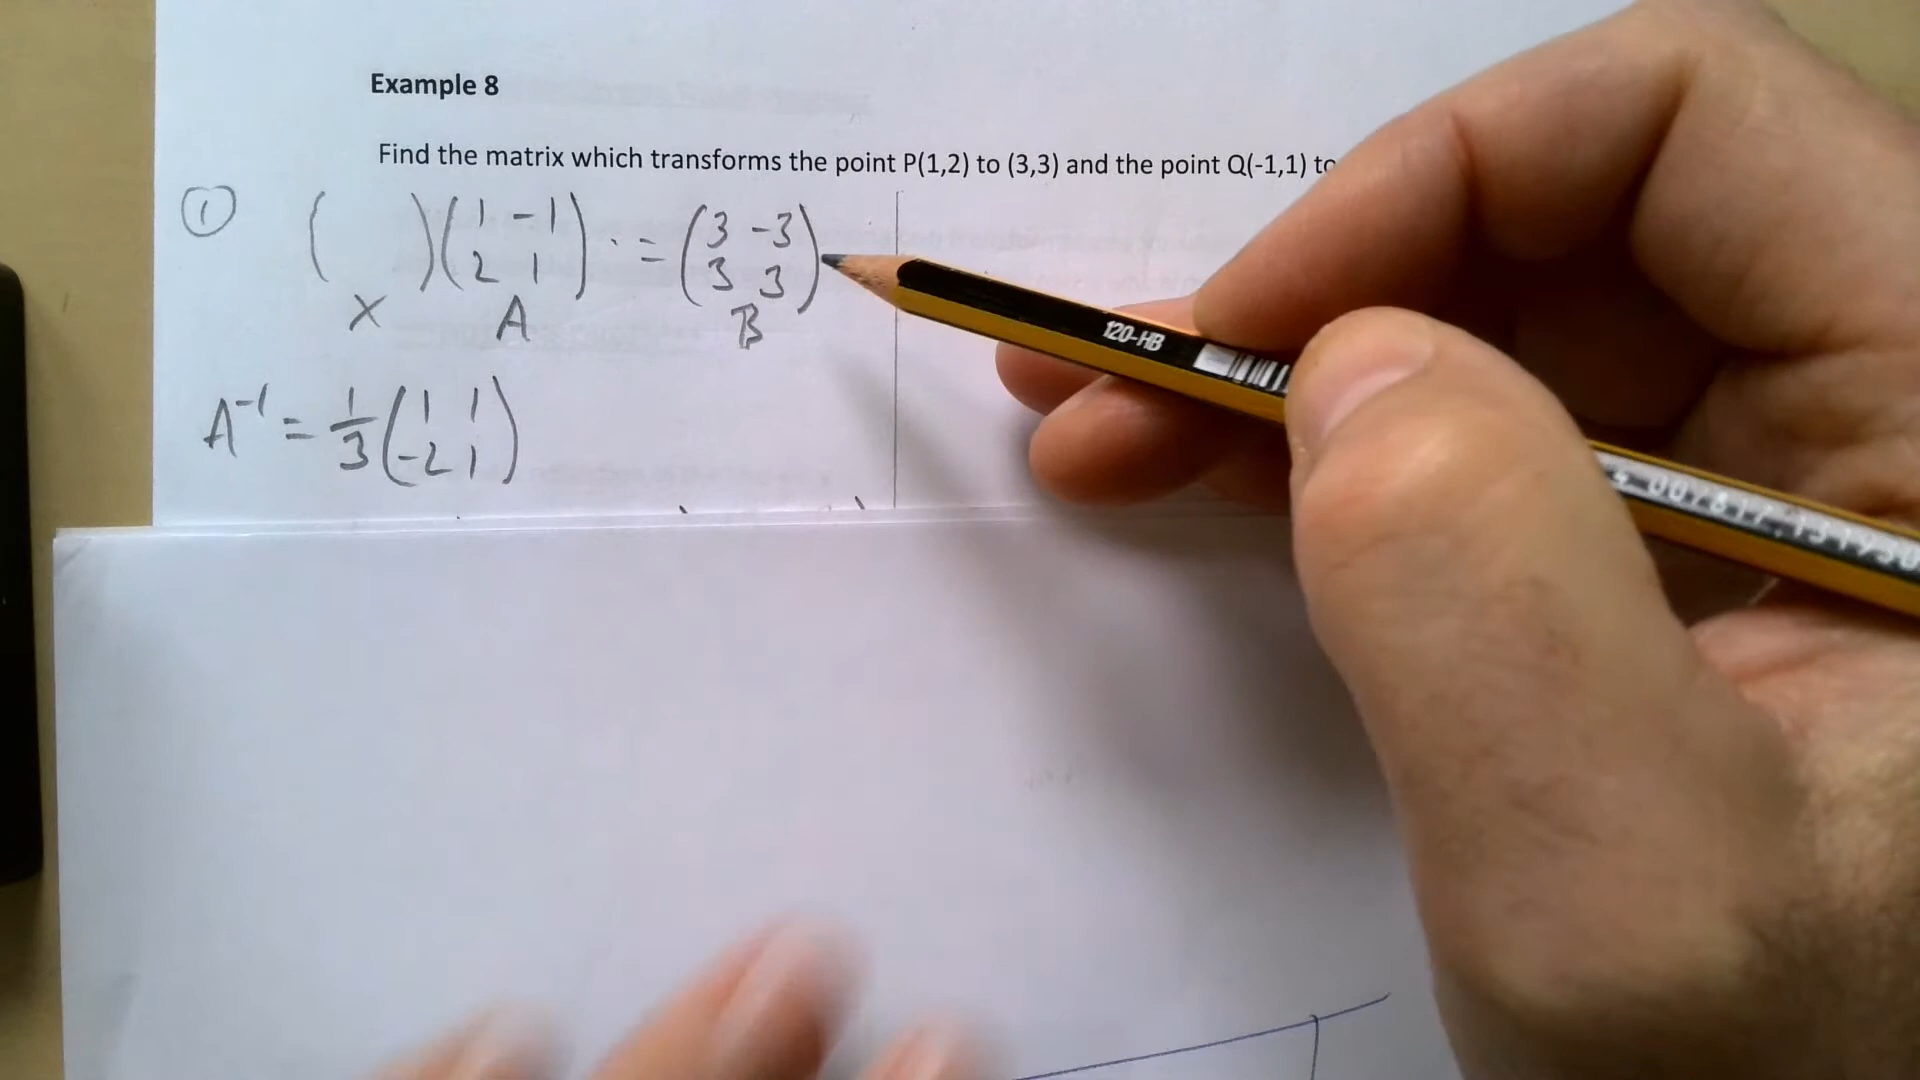 Example 8
Find the matrix which transforms the point P(1,2) to (3,3) and the point Q(-1,1) to
① (   ) (1 -1) = (3 -3)
(2 1) (3 3)
X A B
A⁻¹ = 1/3 (1 1)
(-2 1)
120-HB